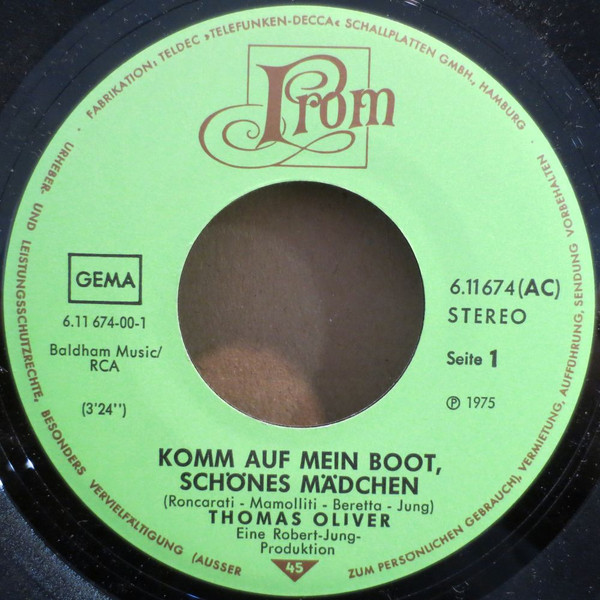 FABRIKATION: TELDEC »TELEFUNKEN-DECCA« SCHALLPLATTEN GMBH., HAMBURG
Prom
GEMA
6.11 674-00-1
Baldham Music/
RCA
(3'24'')
6.11674(AC)
STEREO
Seite 1
℗ 1975
KOMM AUF MEIN BOOT,
SCHÖNES MÄDCHEN
(Roncarati - Mamolliti - Beretta - Jung)
THOMAS OLIVER
Eine Robert-Jung-
Produktion
45
· URHEBER- UND LEISTUNGSSCHUTZRECHTE, BESONDERS VERVIELFÄLTIGUNG (AUSSER ZUM PERSÖNLICHEN GEBRAUCH), VERMIETUNG, AUFFÜHRUNG, SENDUNG VORBEHALTEN ·